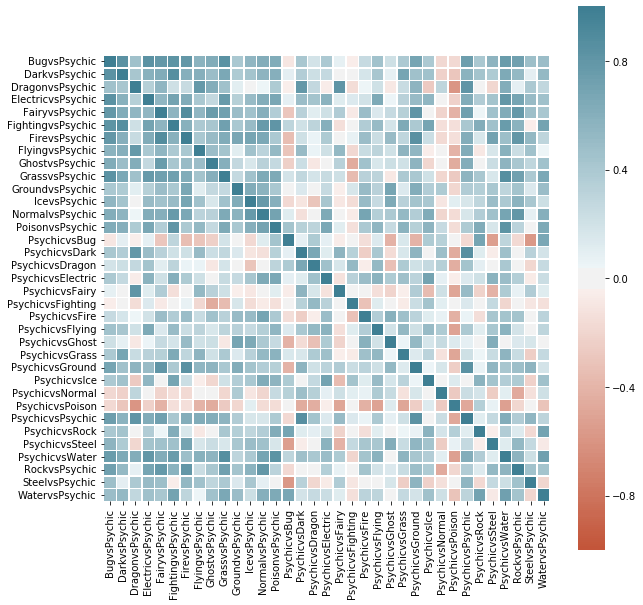 BugvsPsychic
DarkvsPsychic
DragonvsPsychic
ElectricvsPsychic
FairyvsPsychic
FightingvsPsychic
FirevsPsychic
FlyingvsPsychic
GhostvsPsychic
GrassvsPsychic
GroundvsPsychic
IcevsPsychic
NormalvsPsychic
PoisonvsPsychic
PsychicvsBug
PsychicvsDark
PsychicvsDragon
PsychicvsElectric
PsychicvsFairy
PsychicvsFighting
PsychicvsFire
PsychicvsFlying
PsychicvsGhost
PsychicvsGrass
PsychicvsGround
PsychicvsIce
PsychicvsNormal
PsychicvsPoison
PsychicvsPsychic
PsychicvsRock
PsychicvsSteel
PsychicvsWater
RockvsPsychic
SteelvsPsychic
WatervsPsychic
BugvsPsychic
DarkvsPsychic
DragonvsPsychic
ElectricvsPsychic
FairyvsPsychic
FightingvsPsychic
FirevsPsychic
FlyingvsPsychic
GhostvsPsychic
GrassvsPsychic
GroundvsPsychic
IcevsPsychic
NormalvsPsychic
PoisonvsPsychic
PsychicvsBug
PsychicvsDark
PsychicvsDragon
PsychicvsElectric
PsychicvsFairy
PsychicvsFighting
PsychicvsFire
PsychicvsFlying
PsychicvsGhost
PsychicvsGrass
PsychicvsGround
PsychicvsIce
PsychicvsNormal
PsychicvsPoison
PsychicvsPsychic
PsychicvsRock
PsychicvsSteel
PsychicvsWater
RockvsPsychic
SteelvsPsychic
WatervsPsychic
0.8
0.4
0.0
−0.4
−0.8